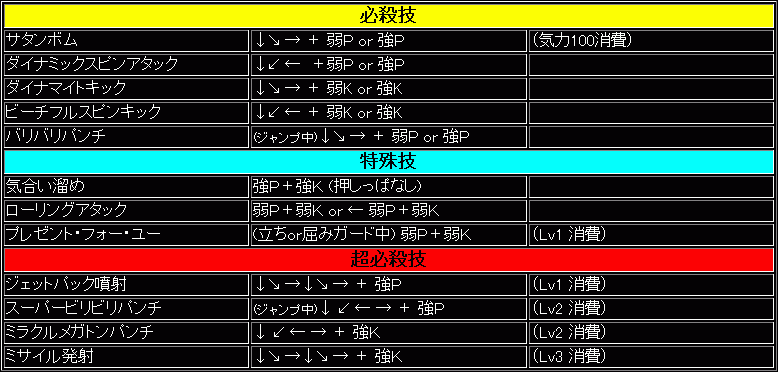 必殺技
サタンボム ↓↘→ + 弱P or 強P (気力100消費)
ダイナミックスピンアタック ↓↙← +弱P or 強P
ダイナマイトキック ↓↘→ + 弱K or 強K
ビーチフルスピンキック ↓↙← + 弱K or 強K
バリバリパンチ (ジャンプ中)↓↘→ + 弱P or 強P
特殊技
気合い溜め 強P+強K (押しっぱなし)
ローリングアタック 弱P+弱K or ← 弱P+弱K
プレゼント・フォー・ユー (立ちor屈みガード中) 弱P+弱K (Lv1 消費)
超必殺技
ジェットパック噴射 ↓↘→↓↘→ + 強P (Lv1 消費)
スーパービリビリパンチ (ジャンプ中)↓↙←→ + 強P (Lv2 消費)
ミラクルメガトンパンチ ↓↙←→ + 強K (Lv2 消費)
ミサイル発射 ↓↘→↓↘→ + 強K (Lv3 消費)